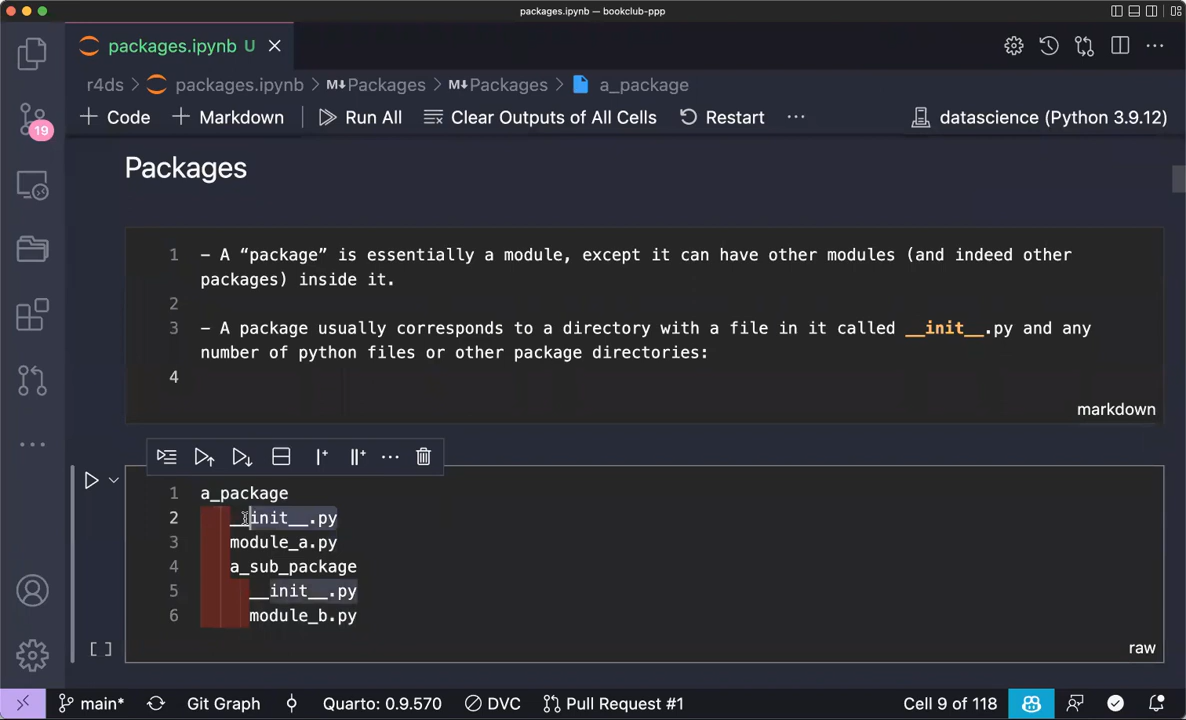 packages.ipynb — bookclub-ppp
packages.ipynb U
r4ds > packages.ipynb > M↓Packages > M↓Packages > a_package
+ Code + Markdown Run All Clear Outputs of All Cells Restart ··· datascience (Python 3.9.12)
19
Packages
1 – A “package” is essentially a module, except it can have other modules (and indeed other
packages) inside it.
2
3 – A package usually corresponds to a directory with a file in it called __init__.py and any
number of python files or other package directories:
4
markdown
1 a_package
2 __init__.py
3 module_a.py
4 a_sub_package
5 __init__.py
6 module_b.py
[ ]
raw
main* Git Graph Quarto: 0.9.570 DVC Pull Request #1 Cell 9 of 118